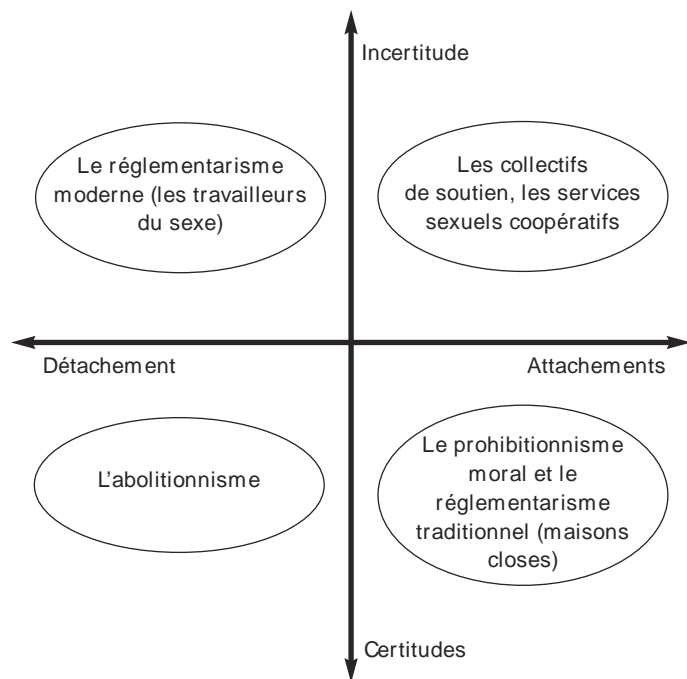 Incertitude
Le réglementarisme
moderne (les travailleurs
du sexe)
Les collectifs
de soutien, les services
sexuels coopératifs
Détachement
Attachements
L'abolitionnisme
Le prohibitionnisme
moral et le
réglementarisme
traditionnel (maisons
closes)
Certitudes